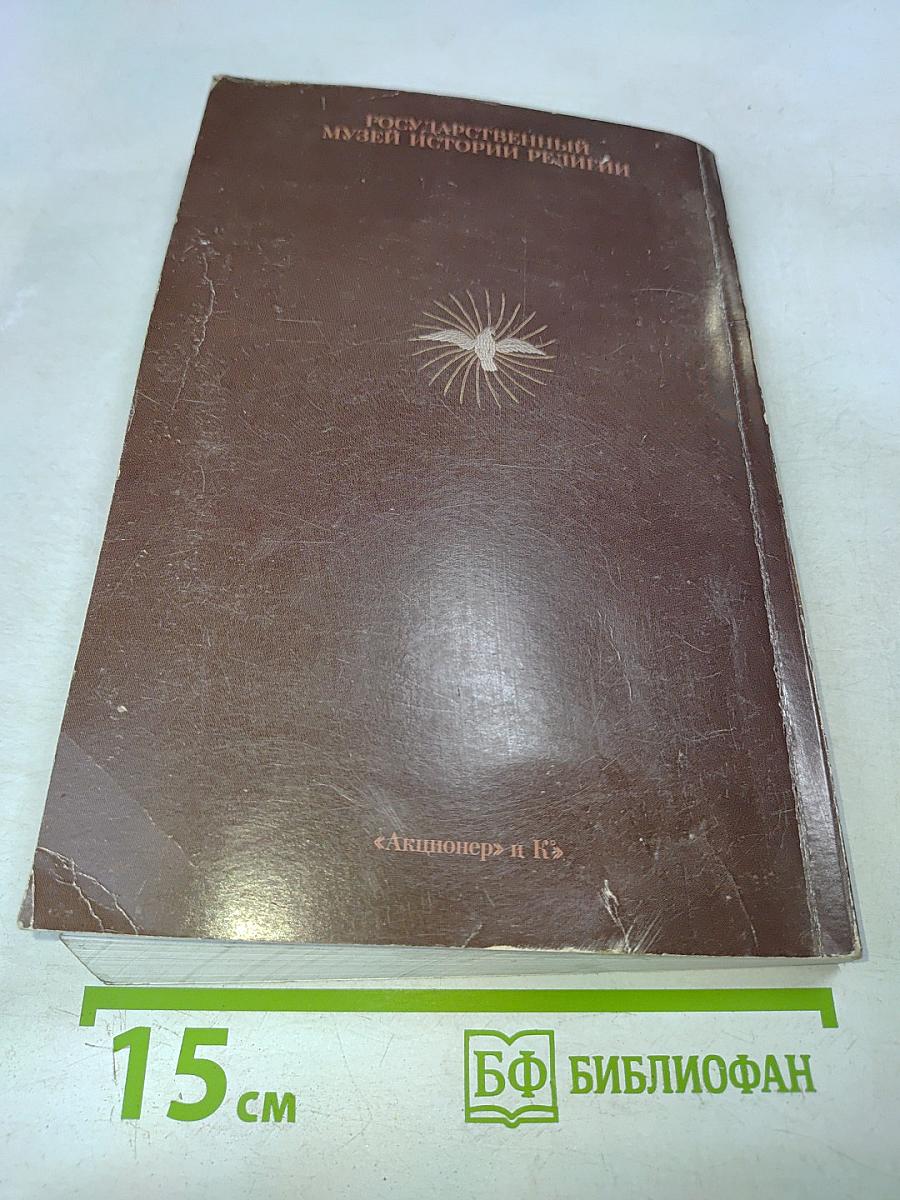 ГОСУДАРСТВЕННЫЙ
МУЗЕЙ ИСТОРИИ РЕЛИГИИ
«Акционер» и К°»
15 см
БФ БИБЛИОФАН